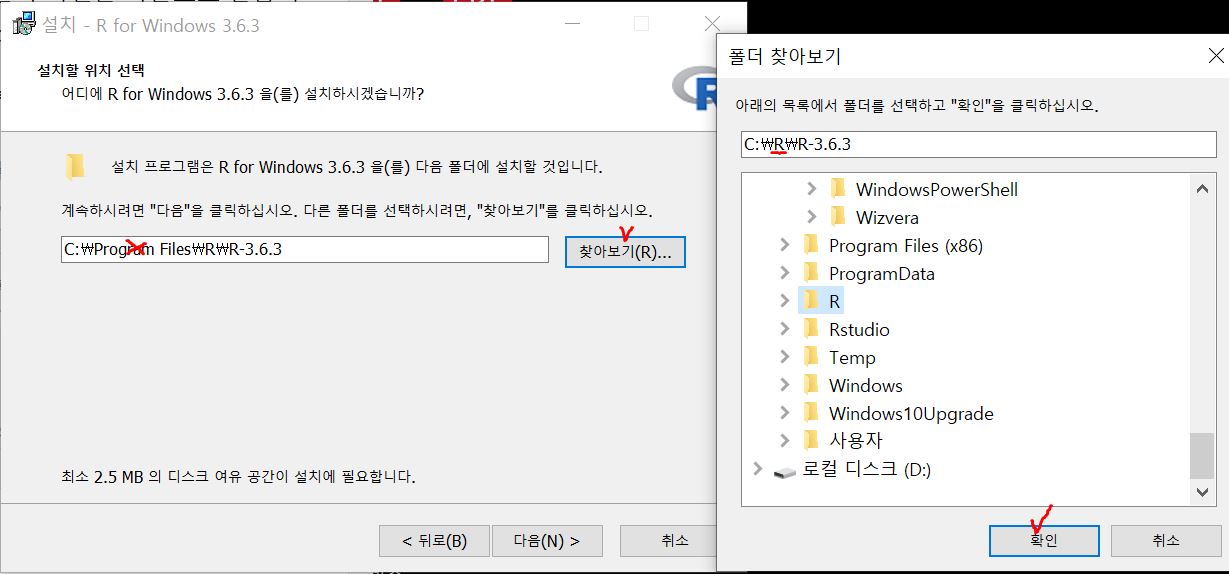 설치 - R for Windows 3.6.3
설치할 위치 선택
어디에 R for Windows 3.6.3 을(를) 설치하시겠습니까?
R
설치 프로그램은 R for Windows 3.6.3 을(를) 다음 폴더에 설치할 것입니다.
계속하시려면 "다음"을 클릭하십시오. 다른 폴더를 선택하시려면, "찾아보기"를 클릭하십시오.
C:₩Program Files₩R₩R-3.6.3
찾아보기(R)...
최소 2.5 MB 의 디스크 여유 공간이 설치에 필요합니다.
< 뒤로(B)
다음(N) >
취소
폴더 찾아보기
아래의 목록에서 폴더를 선택하고 "확인"을 클릭하십시오.
C:₩R₩R-3.6.3
WindowsPowerShell
Wizvera
Program Files (x86)
ProgramData
R
Rstudio
Temp
Windows
Windows10Upgrade
사용자
로컬 디스크 (D:)
확인
취소